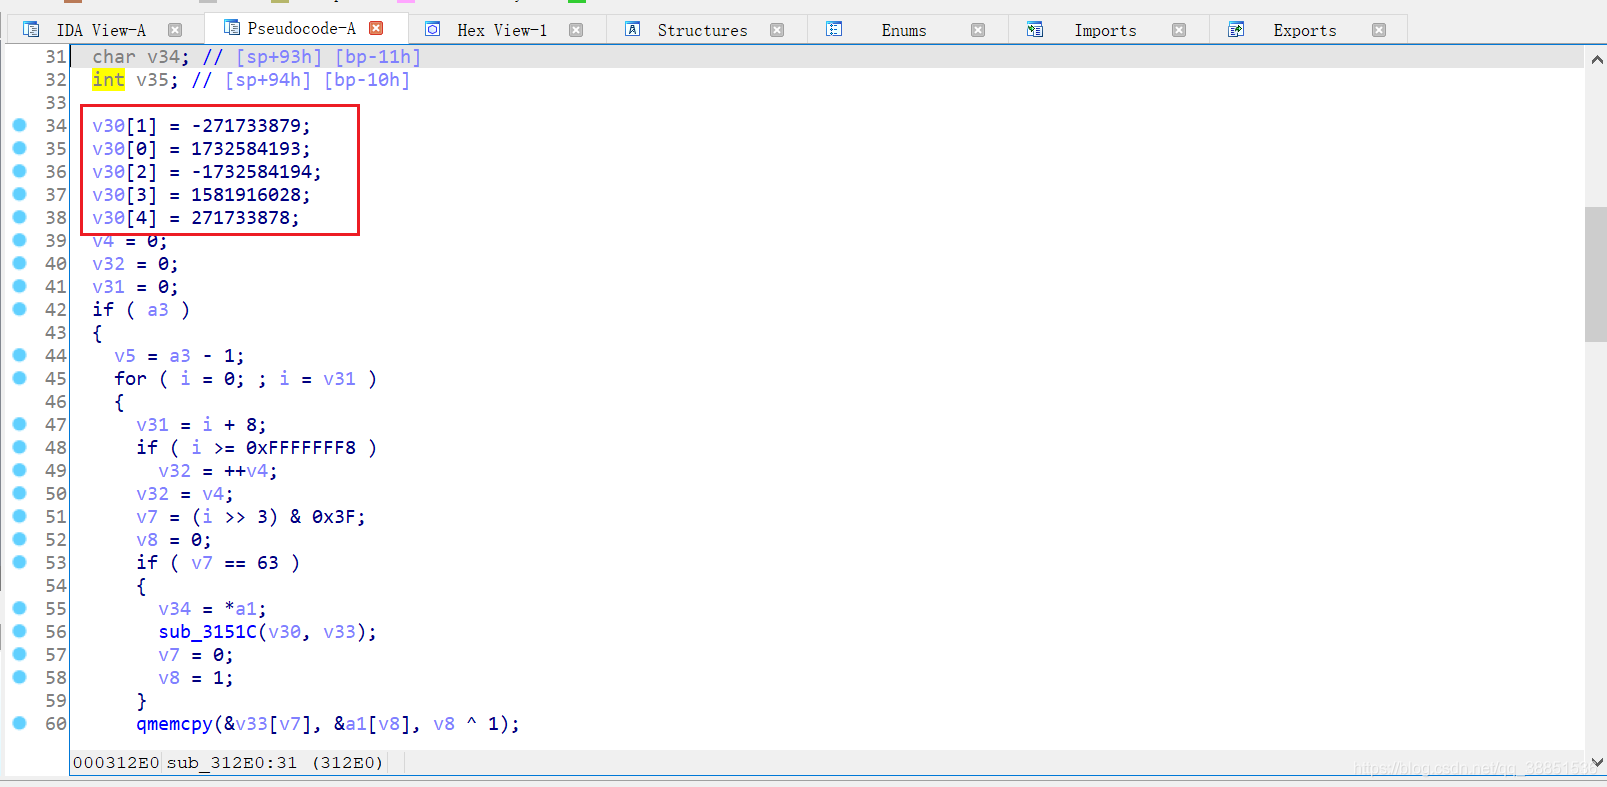 IDA View-A Pseudocode-A Hex View-1 Structures Enums Imports Exports
31 char v34; // [sp+93h] [bp-11h]
32 int v35; // [sp+94h] [bp-10h]
33
34 v30[1] = -271733879;
35 v30[0] = 1732584193;
36 v30[2] = -1732584194;
37 v30[3] = 1581916028;
38 v30[4] = 271733878;
39 v4 = 0;
40 v32 = 0;
41 v31 = 0;
42 if ( a3 )
43 {
44 v5 = a3 - 1;
45 for ( i = 0; ; i = v31 )
46 {
47 v31 = i + 8;
48 if ( i >= 0xFFFFFFF8 )
49 v32 = ++v4;
50 v32 = v4;
51 v7 = (i >> 3) & 0x3F;
52 v8 = 0;
53 if ( v7 == 63 )
54 {
55 v34 = *a1;
56 sub_3151C(v30, v33);
57 v7 = 0;
58 v8 = 1;
59 }
60 qmemcpy(&v33[v7], &a1[v8], v8 ^ 1);
000312E0 sub_312E0:31 (312E0)
https://blog.csdn.net/qq_38851536